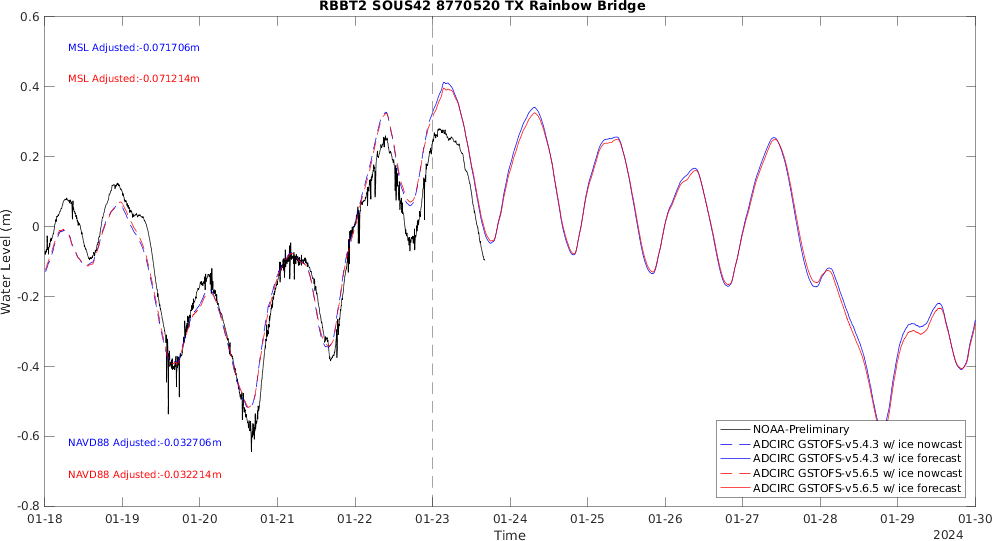 RBBT2 SOUS42 8770520 TX Rainbow Bridge
0.6
0.4
0.2
0
-0.2
-0.4
-0.6
-0.8
Water Level (m)
MSL Adjusted:-0.071706m
MSL Adjusted:-0.071214m
NAVD88 Adjusted:-0.032706m
NAVD88 Adjusted:-0.032214m
NOAA-Preliminary
ADCIRC GSTOFS-v5.4.3 w/ ice nowcast
ADCIRC GSTOFS-v5.4.3 w/ ice forecast
ADCIRC GSTOFS-v5.6.5 w/ ice nowcast
ADCIRC GSTOFS-v5.6.5 w/ ice forecast
01-18 01-19 01-20 01-21 01-22 01-23 01-24 01-25 01-26 01-27 01-28 01-29 01-30
Time
2024